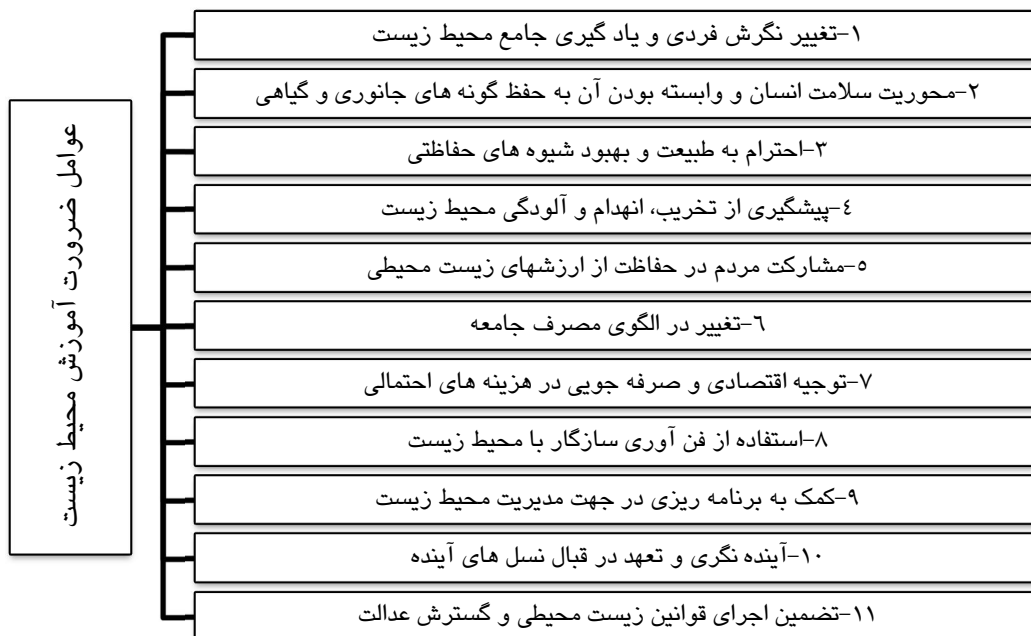 عوامل ضرورت آموزش محیط زیست
۱-تغییر نگرش فردی و یاد گیری جامع محیط زیست
۲-محوریت سلامت انسان و وابسته بودن آن به حفظ گونه های جانوری و گیاهی
۳-احترام به طبیعت و بهبود شیوه های حفاظتی
٤-پیشگیری از تخریب، انهدام و آلودگی محیط زیست
٥-مشارکت مردم در حفاظت از ارزشهای زیست محیطی
٦-تغییر در الگوی مصرف جامعه
۷-توجیه اقتصادی و صرفه جویی در هزینه های احتمالی
۸-استفاده از فن آوری سازگار با محیط زیست
۹-کمک به برنامه ریزی در جهت مدیریت محیط زیست
۱۰-آینده نگری و تعهد در قبال نسل های آینده
۱۱-تضمین اجرای قوانین زیست محیطی و گسترش عدالت